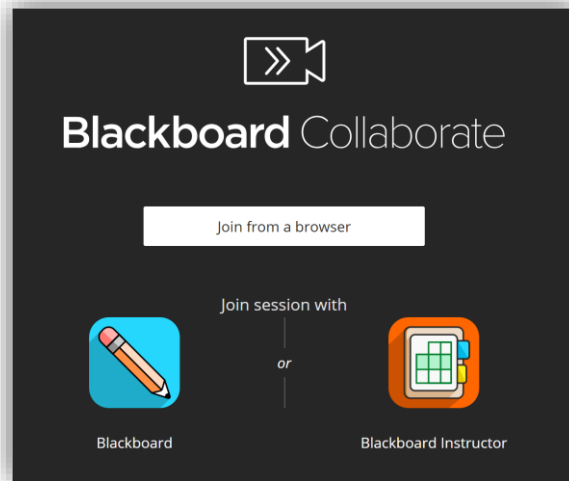 Blackboard Collaborate
Join from a browser
Join session with
or
Blackboard
Blackboard Instructor